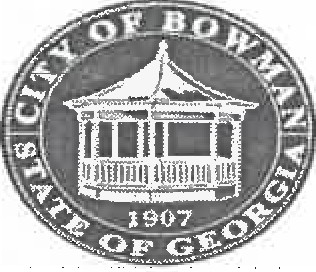 CITY OF BOWMAN
1907
STATE OF GEORGIA